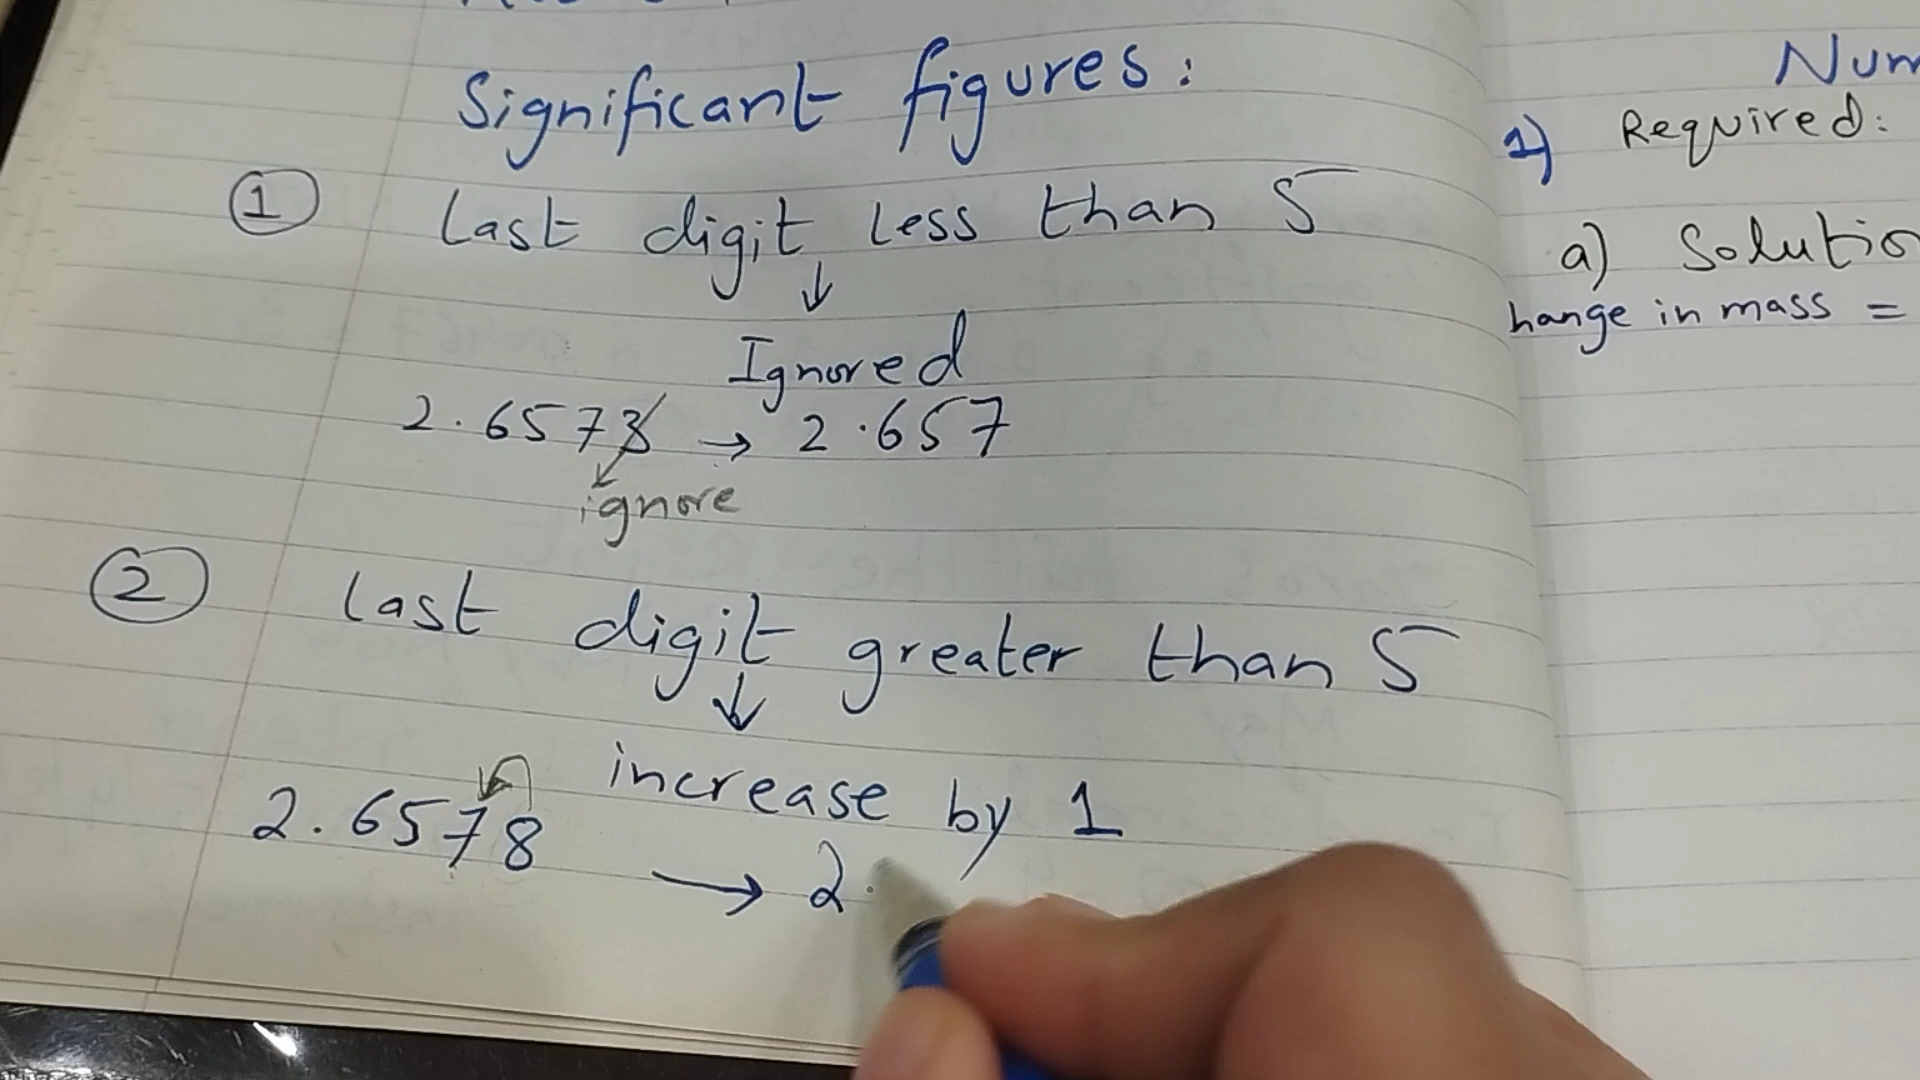 Significant figures:
① Last digit less than 5
↓
Ignored
2.6573 → 2.657
ignore
② Last digit greater than 5
↓
increase by 1
2.6578 → 2.
Num
1) Required:
a) Solutio
hange in mass =